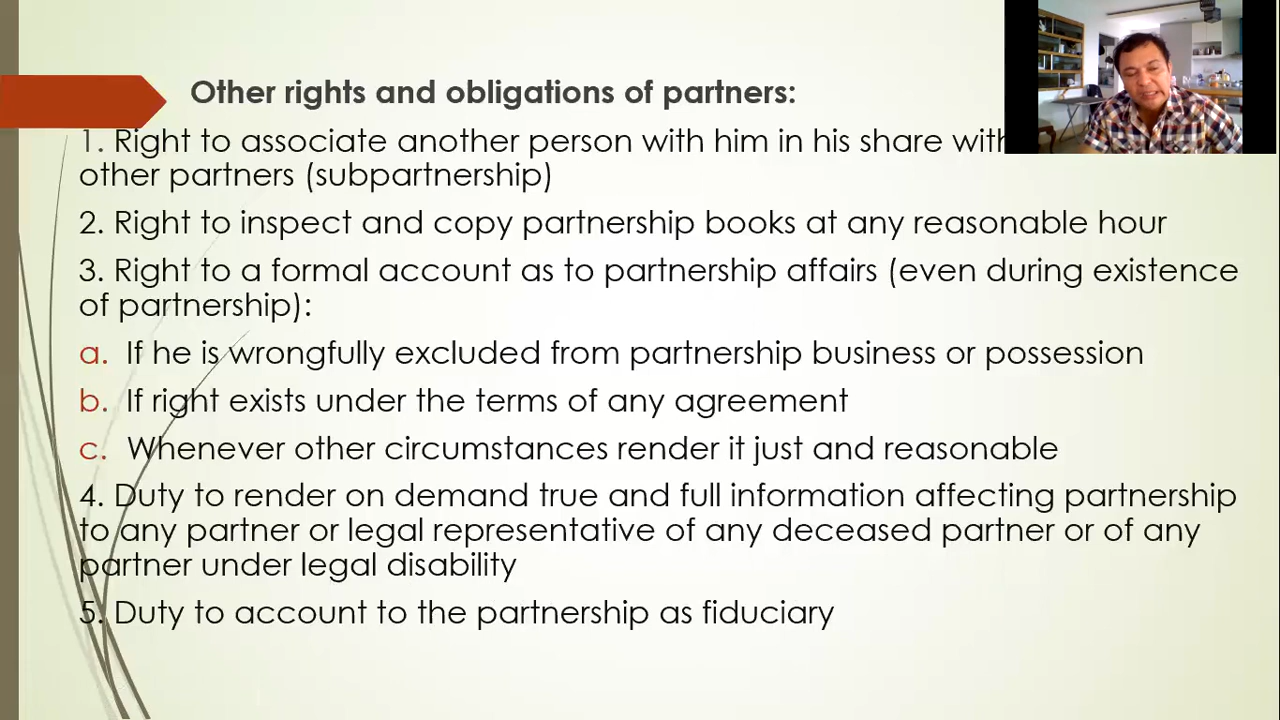 Other rights and obligations of partners:
1. Right to associate another person with him in his share
other partners (subpartnership)
2. Right to inspect and copy partnership books at any reasonable hour
3. Right to a formal account as to partnership affairs (even during existence
of partnership):
a. If he is wrongfully excluded from partnership business or possession
b. If right exists under the terms of any agreement
c. Whenever other circumstances render it just and reasonable
4. Duty to render on demand true and full information affecting partnership
to any partner or legal representative of any deceased partner or of any
partner under legal disability
5. Duty to account to the partnership as fiduciary